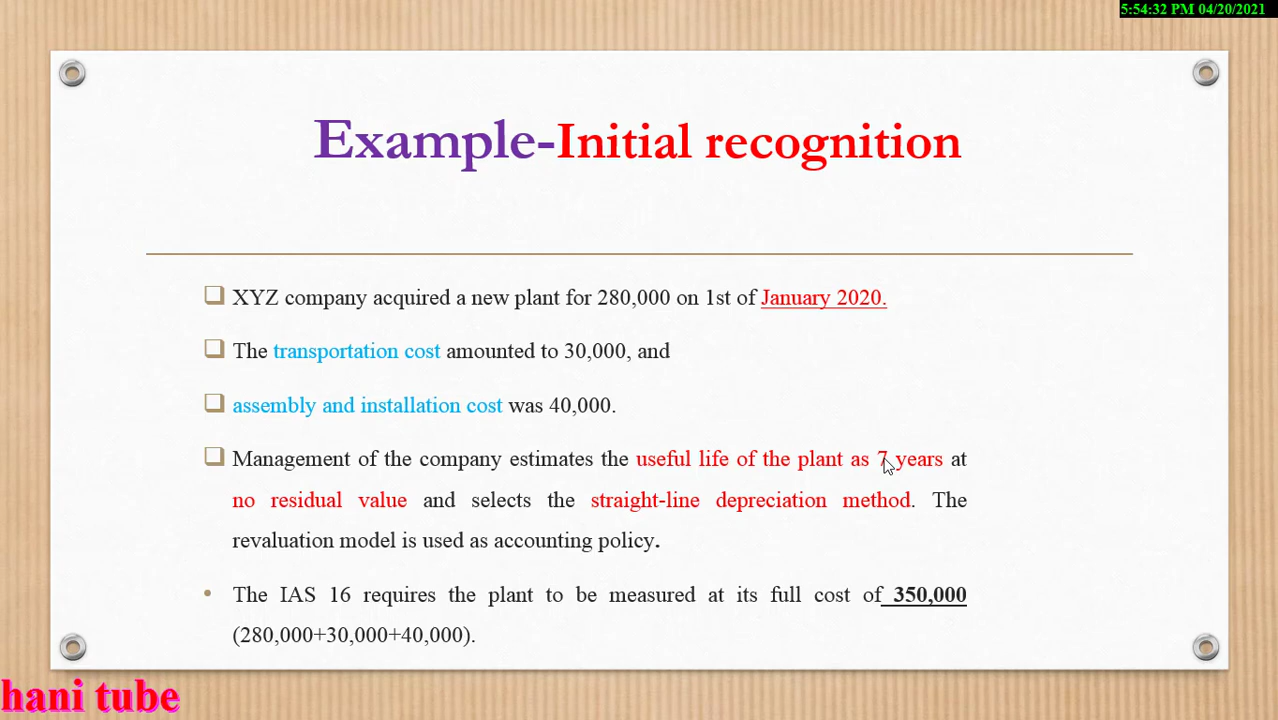 5:54:32 PM 04/20/2021
Example-Initial recognition
XYZ company acquired a new plant for 280,000 on 1st of January 2020.
The transportation cost amounted to 30,000, and
assembly and installation cost was 40,000.
Management of the company estimates the useful life of the plant as 7 years at
no residual value and selects the straight-line depreciation method. The
revaluation model is used as accounting policy.
The IAS 16 requires the plant to be measured at its full cost of 350,000
(280,000+30,000+40,000).
hani tube